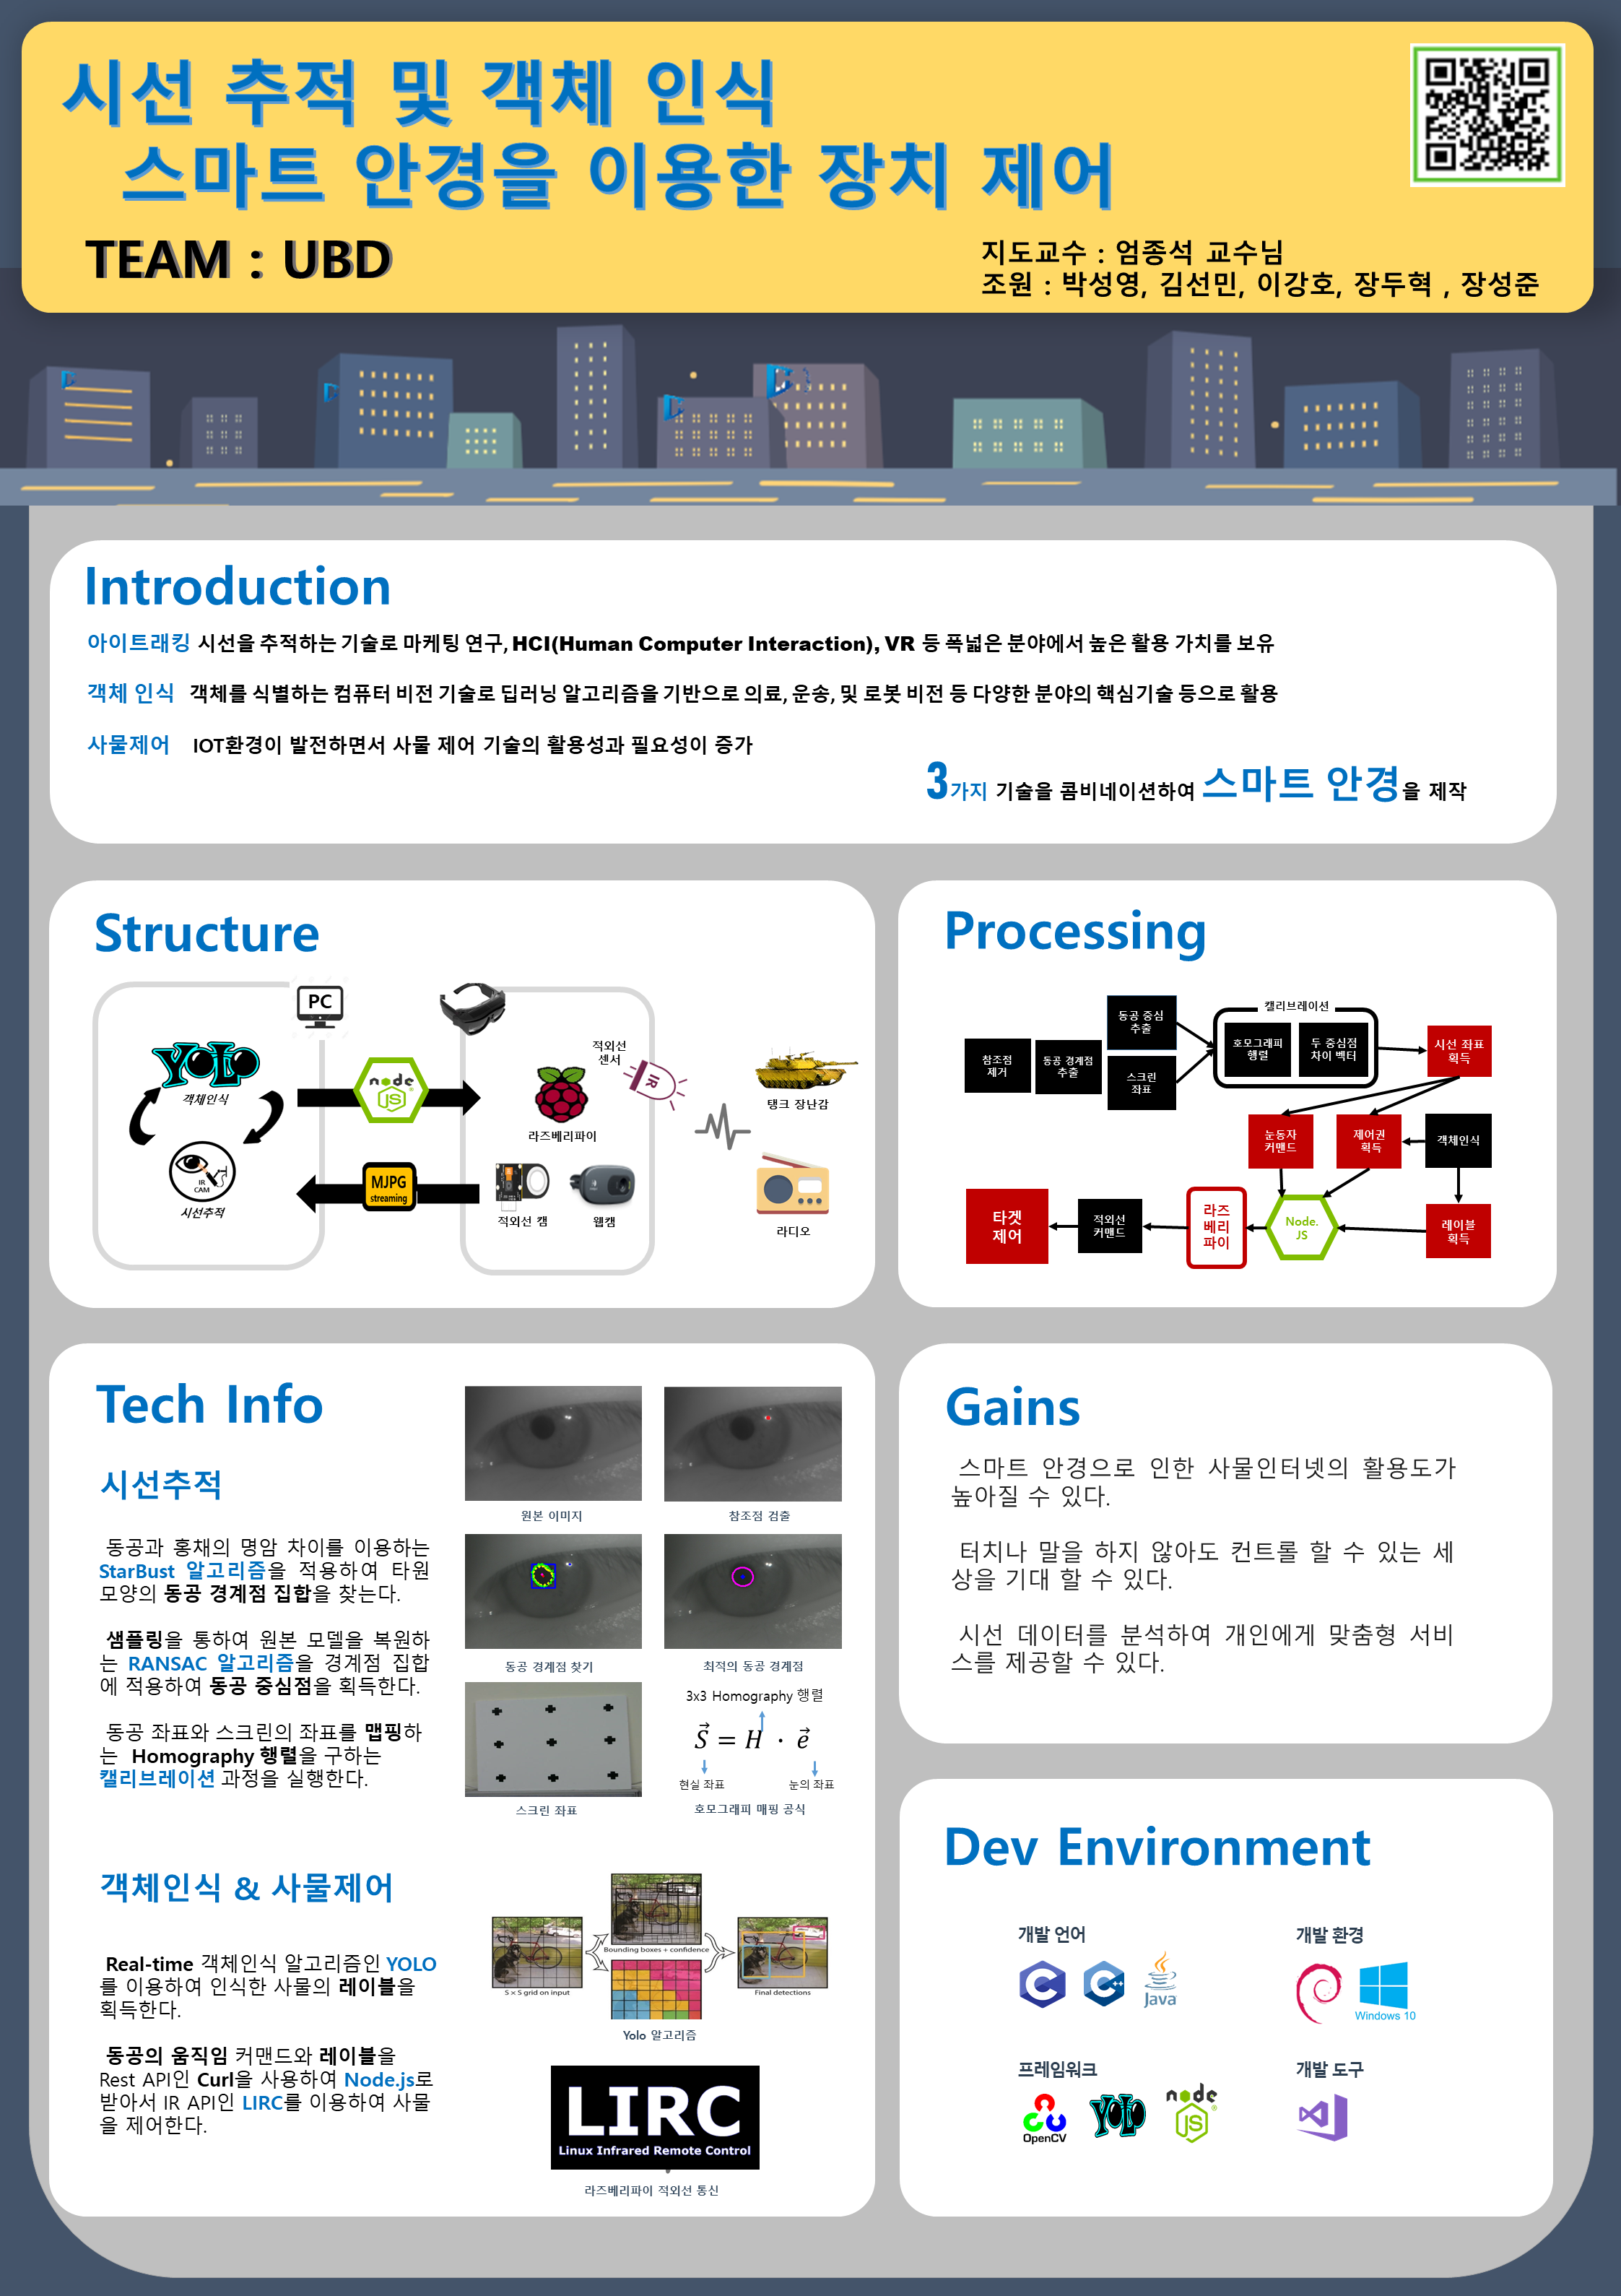 시선 추적 및 객체 인식
스마트 안경을 이용한 장치 제어
TEAM : UBD
지도교수 : 엄종석 교수님
조원 : 박성영, 김선민, 이강호, 장두혁 , 장성준
Introduction
아이트래킹 시선을 추적하는 기술로 마케팅 연구, HCI(Human Computer Interaction), VR 등 폭넓은 분야에서 높은 활용 가치를 보유
객체 인식 객체를 식별하는 컴퓨터 비전 기술로 딥러닝 알고리즘을 기반으로 의료, 운송, 및 로봇 비전 등 다양한 분야의 핵심기술 등으로 활용
사물제어 IOT환경이 발전하면서 사물 제어 기술의 활용성과 필요성이 증가
3가지 기술을 콤비네이션하여 스마트 안경을 제작
Structure
PC
YOLO
객체인식
IR
CAM
시선추적
node
JS
MJPG
streaming
적외선
센서
IR
라즈베리파이
적외선 캠
웹캠
탱크 장난감
라디오
Processing
참조점
제거
동공 경계점
추출
동공 중심
추출
스크린
좌표
캘리브레이션
호모그래피
행렬
두 중심점
차이 벡터
시선 좌표
획득
눈동자
커맨드
제어권
획득
객체인식
타겟
제어
적외선
커맨드
라즈
베리
파이
Node.
JS
레이블
획득
Tech Info
시선추적
동공과 홍채의 명암 차이를 이용하는
StarBust 알고리즘을 적용하여 타원
모양의 동공 경계점 집합을 찾는다.
샘플링을 통하여 원본 모델을 복원하
는 RANSAC 알고리즘을 경계점 집합
에 적용하여 동공 중심점을 획득한다.
동공 좌표와 스크린의 좌표를 맵핑하
는 Homography 행렬을 구하는
캘리브레이션 과정을 실행한다.
원본 이미지
참조점 검출
동공 경계점 찾기
최적의 동공 경계점
3x3 Homography 행렬
S⃗ = H · e⃗
현실 좌표
눈의 좌표
스크린 좌표
호모그래피 매핑 공식
객체인식 & 사물제어
Real-time 객체인식 알고리즘인 YOLO
를 이용하여 인식한 사물의 레이블을
획득한다.
동공의 움직임 커맨드와 레이블을
Rest API인 Curl을 사용하여 Node.js로
받아서 IR API인 LIRC를 이용하여 사물
을 제어한다.
S × S grid on input
Bounding boxes + confidence
Final detections
Yolo 알고리즘
LIRC
Linux Infrared Remote Control
라즈베리파이 적외선 통신
Gains
스마트 안경으로 인한 사물인터넷의 활용도가
높아질 수 있다.
터치나 말을 하지 않아도 컨트롤 할 수 있는 세
상을 기대 할 수 있다.
시선 데이터를 분석하여 개인에게 맞춤형 서비
스를 제공할 수 있다.
Dev Environment
개발 언어
C
C++
Java
개발 환경
Windows 10
프레임워크
OpenCV
YOLO
node
JS
개발 도구